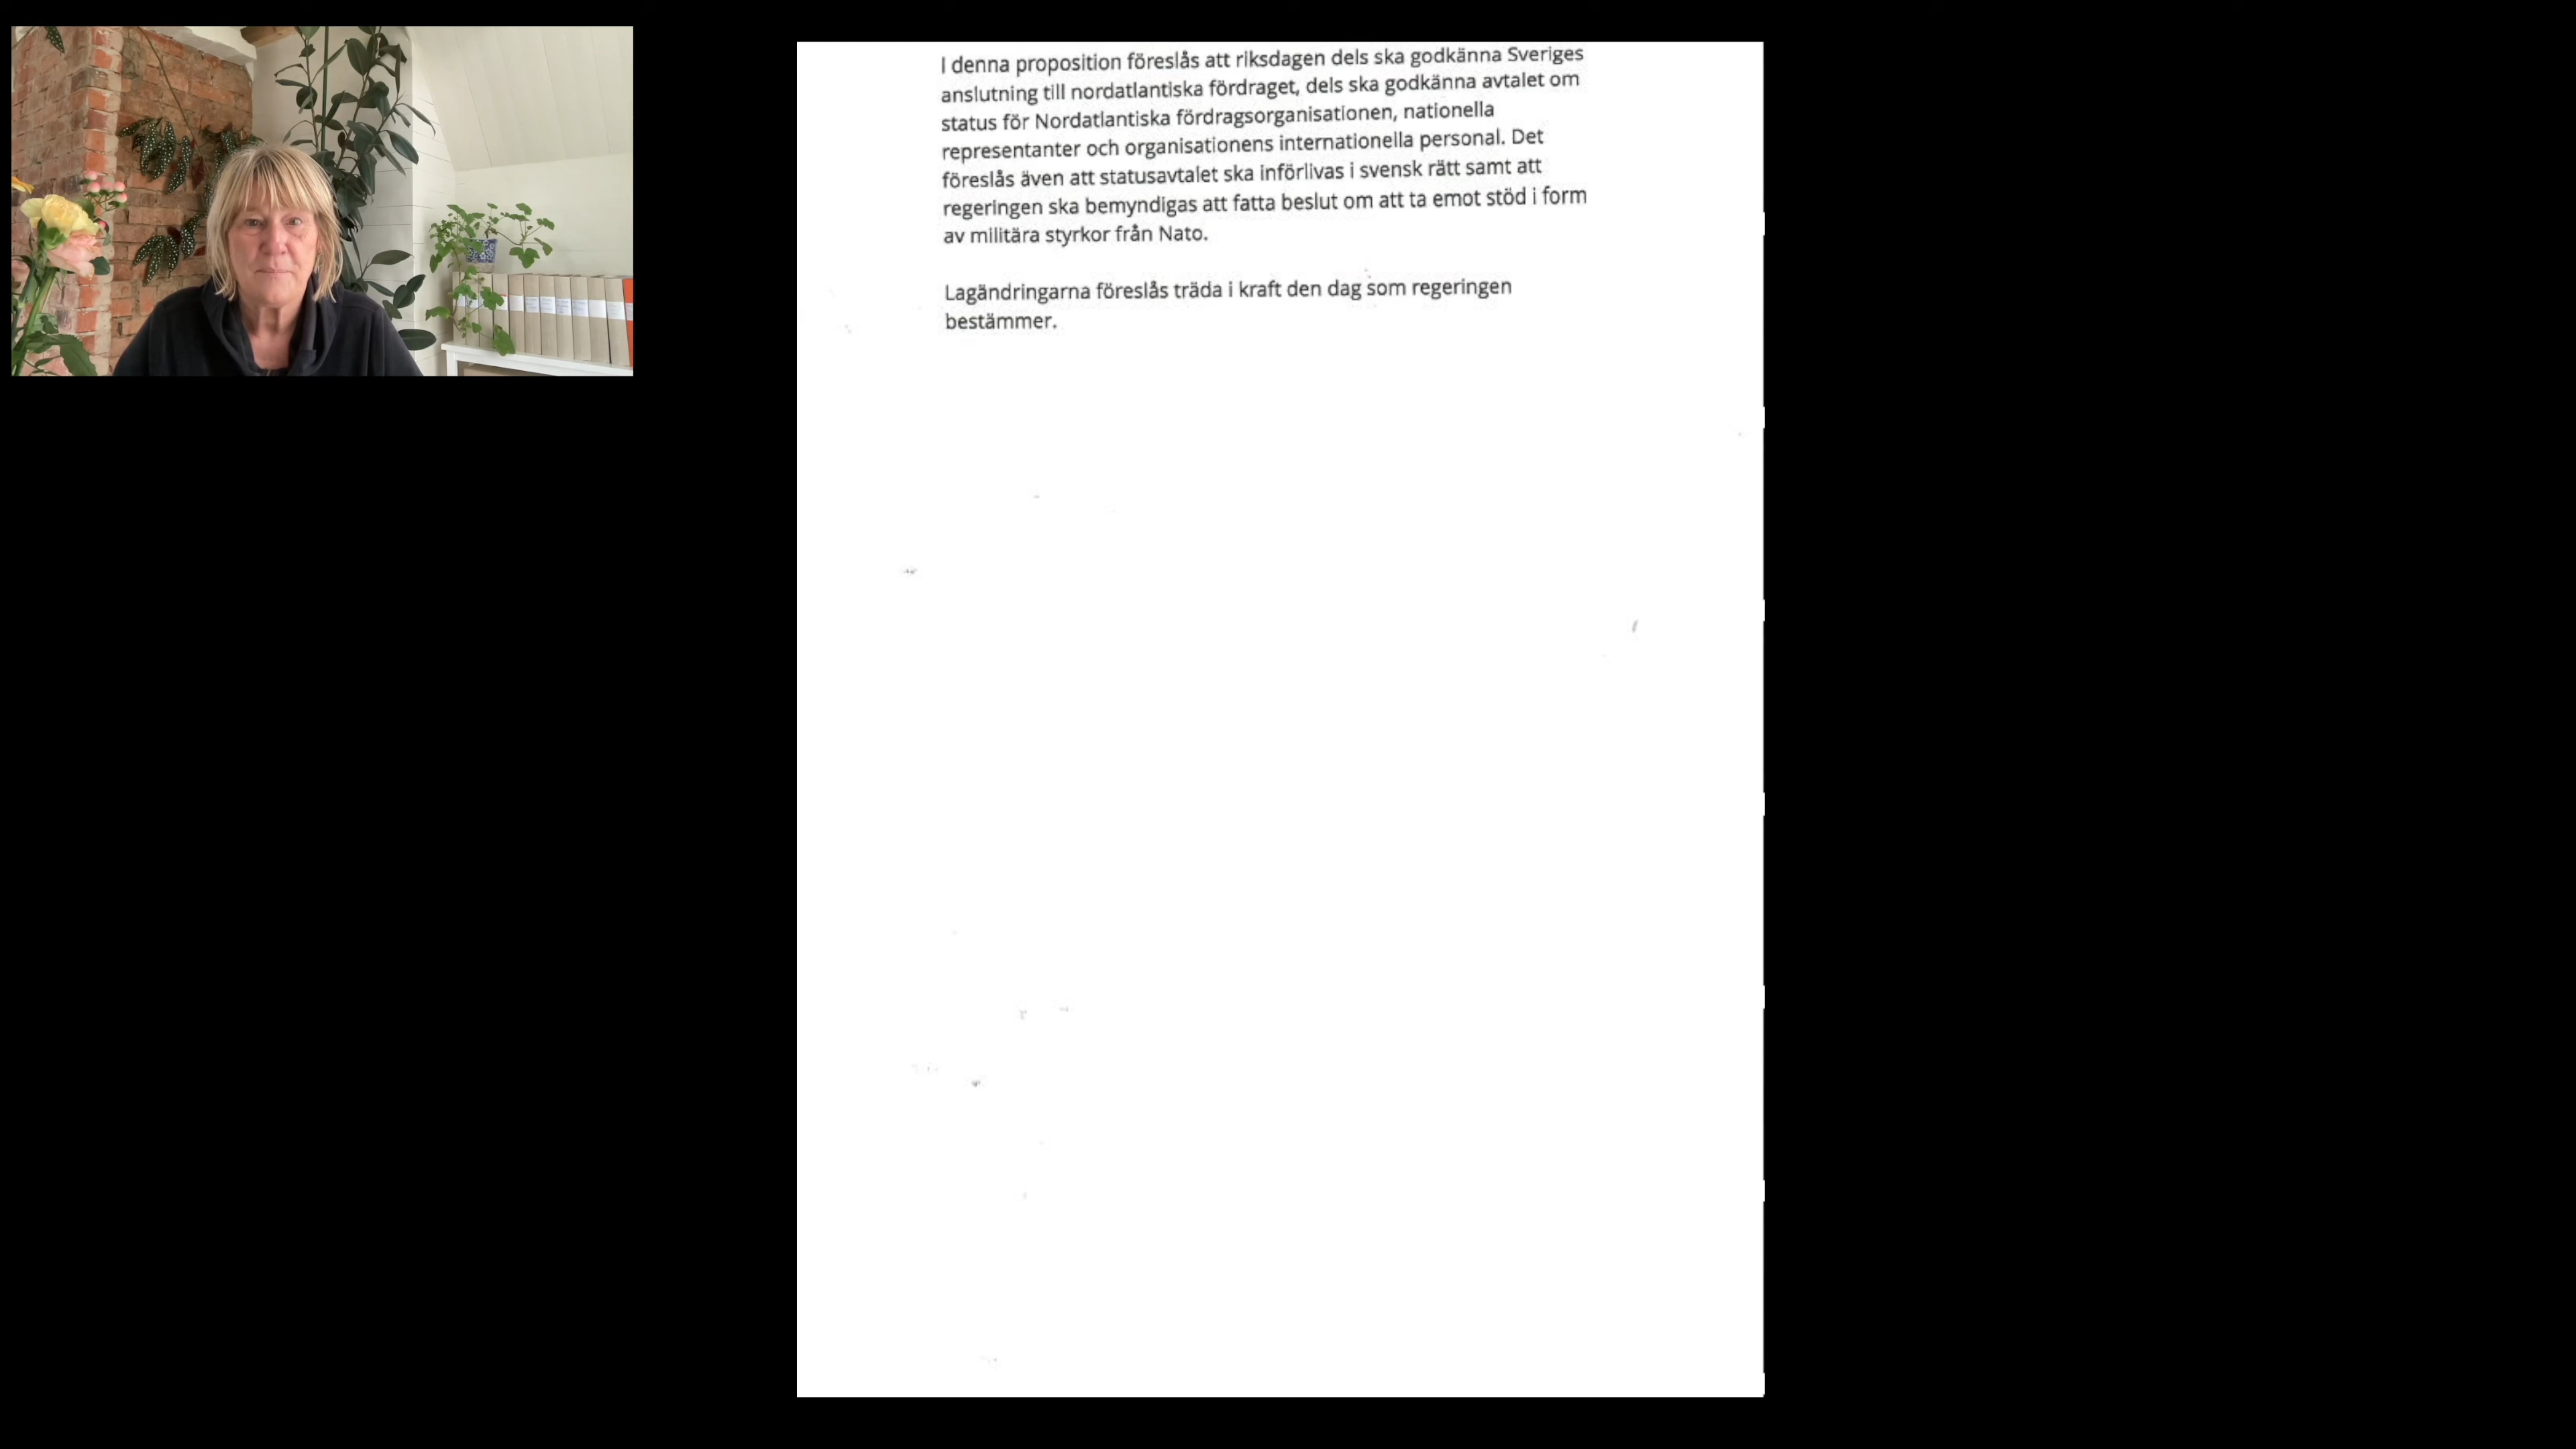 I denna proposition föreslås att riksdagen dels ska godkänna Sveriges
anslutning till nordatlantiska fördraget, dels ska godkänna avtalet om
status för Nordatlantiska fördragsorganisationen, nationella
representanter och organisationens internationella personal. Det
föreslås även att statusavtalet ska införlivas i svensk rätt samt att
regeringen ska bemyndigas att fatta beslut om att ta emot stöd i form
av militära styrkor från Nato.
Lagändringarna föreslås träda i kraft den dag som regeringen
bestämmer.